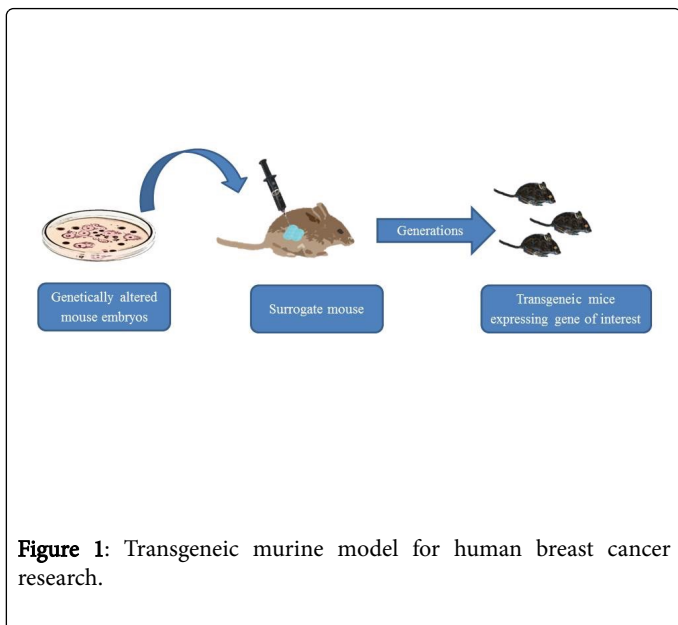 Generations
Genetically altered
mouse embryos
Surrogate mouse
Transgeneic mice
expressing gene of interest
Figure 1: Transgeneic murine model for human breast cancer
research.